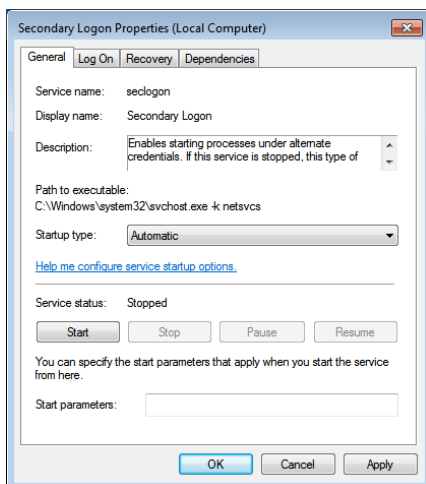 Secondary Logon Properties (Local Computer)
General Log On Recovery Dependencies
Service name: seclogon
Display name: Secondary Logon
Description: Enables starting processes under alternate
credentials. If this service is stopped, this type of
Path to executable:
C:\Windows\system32\svchost.exe -k netsvcs
Startup type: Automatic
Help me configure service startup options.
Service status: Stopped
Start Stop Pause Resume
You can specify the start parameters that apply when you start the service
from here.
Start parameters:
OK Cancel Apply